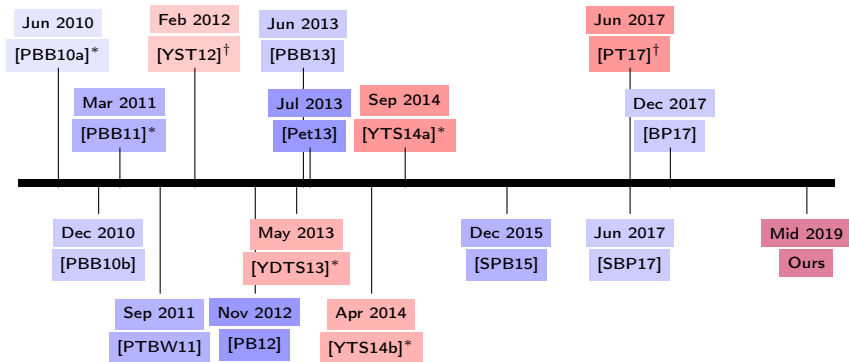 Jun 2010
[PBB10a]*
Feb 2012
[YST12]†
Jun 2013
[PBB13]
Jun 2017
[PT17]†
Mar 2011
[PBB11]*
Jul 2013
[Pet13]
Sep 2014
[YTS14a]*
Dec 2017
[BP17]
Dec 2010
[PBB10b]
May 2013
[YDTS13]*
Dec 2015
[SPB15]
Jun 2017
[SBP17]
Mid 2019
Ours
Sep 2011
[PTBW11]
Nov 2012
[PB12]
Apr 2014
[YTS14b]*